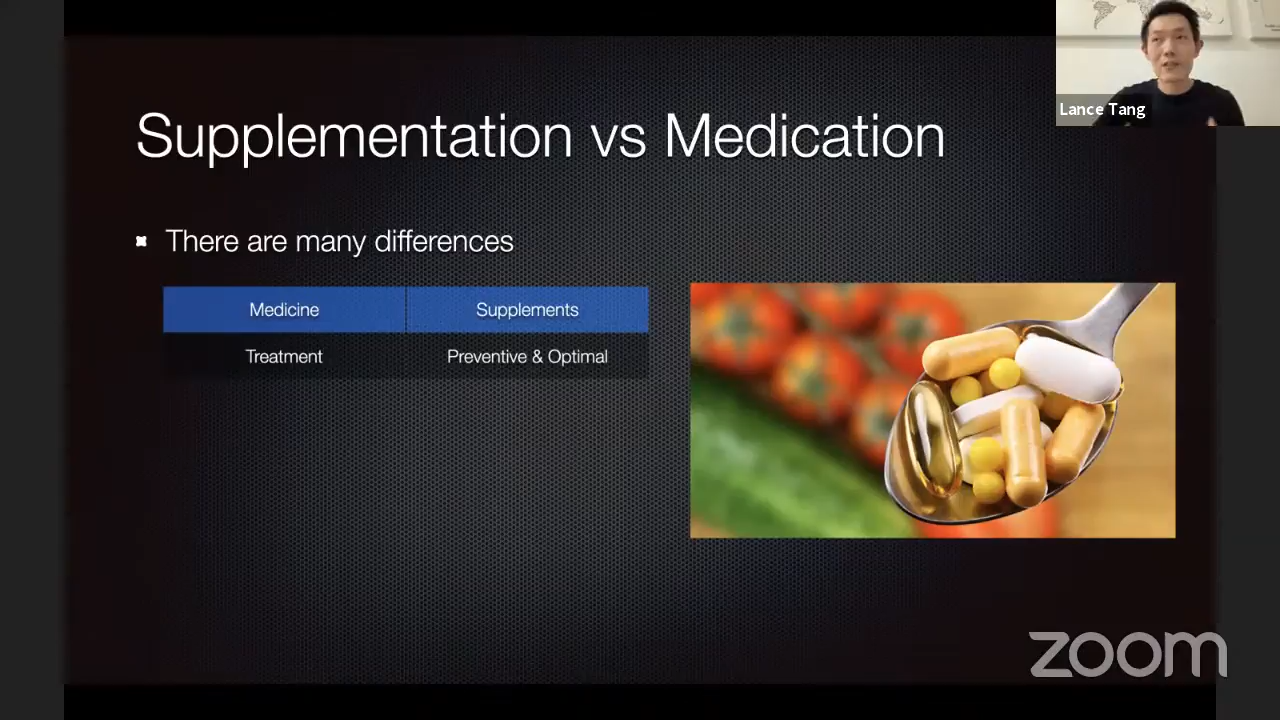 Lance Tang
Supplementation vs Medication
There are many differences
Medicine Supplements
Treatment Preventive & Optimal
zoom